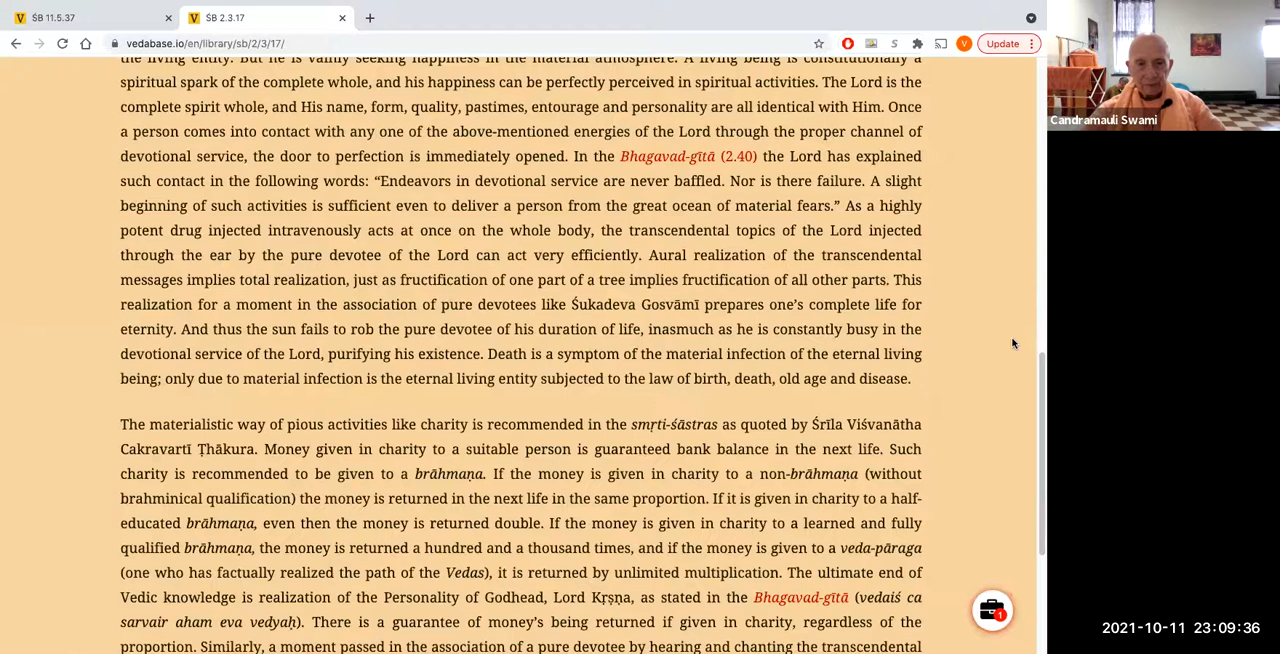 ŚB 11.5.37
ŚB 2.3.17
vedabase.io/en/library/sb/2/3/17/
V
Update
the living entity. But he is vainly seeking happiness in the material atmosphere. A living being is constitutionally a
spiritual spark of the complete whole, and his happiness can be perfectly perceived in spiritual activities. The Lord is the
complete spirit whole, and His name, form, quality, pastimes, entourage and personality are all identical with Him. Once
a person comes into contact with any one of the above-mentioned energies of the Lord through the proper channel of
devotional service, the door to perfection is immediately opened. In the Bhagavad-gītā (2.40) the Lord has explained
such contact in the following words: “Endeavors in devotional service are never baffled. Nor is there failure. A slight
beginning of such activities is sufficient even to deliver a person from the great ocean of material fears.” As a highly
potent drug injected intravenously acts at once on the whole body, the transcendental topics of the Lord injected
through the ear by the pure devotee of the Lord can act very efficiently. Aural realization of the transcendental
messages implies total realization, just as fructification of one part of a tree implies fructification of all other parts. This
realization for a moment in the association of pure devotees like Śukadeva Gosvāmī prepares one’s complete life for
eternity. And thus the sun fails to rob the pure devotee of his duration of life, inasmuch as he is constantly busy in the
devotional service of the Lord, purifying his existence. Death is a symptom of the material infection of the eternal living
being; only due to material infection is the eternal living entity subjected to the law of birth, death, old age and disease.
The materialistic way of pious activities like charity is recommended in the smṛti-śāstras as quoted by Śrīla Viśvanātha
Cakravartī Ṭhākura. Money given in charity to a suitable person is guaranteed bank balance in the next life. Such
charity is recommended to be given to a brāhmaṇa. If the money is given in charity to a non-brāhmaṇa (without
brahminical qualification) the money is returned in the next life in the same proportion. If it is given in charity to a half-
educated brāhmaṇa, even then the money is returned double. If the money is given in charity to a learned and fully
qualified brāhmaṇa, the money is returned a hundred and a thousand times, and if the money is given to a veda-pāraga
(one who has factually realized the path of the Vedas), it is returned by unlimited multiplication. The ultimate end of
Vedic knowledge is realization of the Personality of Godhead, Lord Kṛṣṇa, as stated in the Bhagavad-gītā (vedaiś ca
sarvair aham eva vedyaḥ). There is a guarantee of money’s being returned if given in charity, regardless of the
proportion. Similarly, a moment passed in the association of a pure devotee by hearing and chanting the transcendental
1
Candramauli Swami
2021-10-11 23:09:36